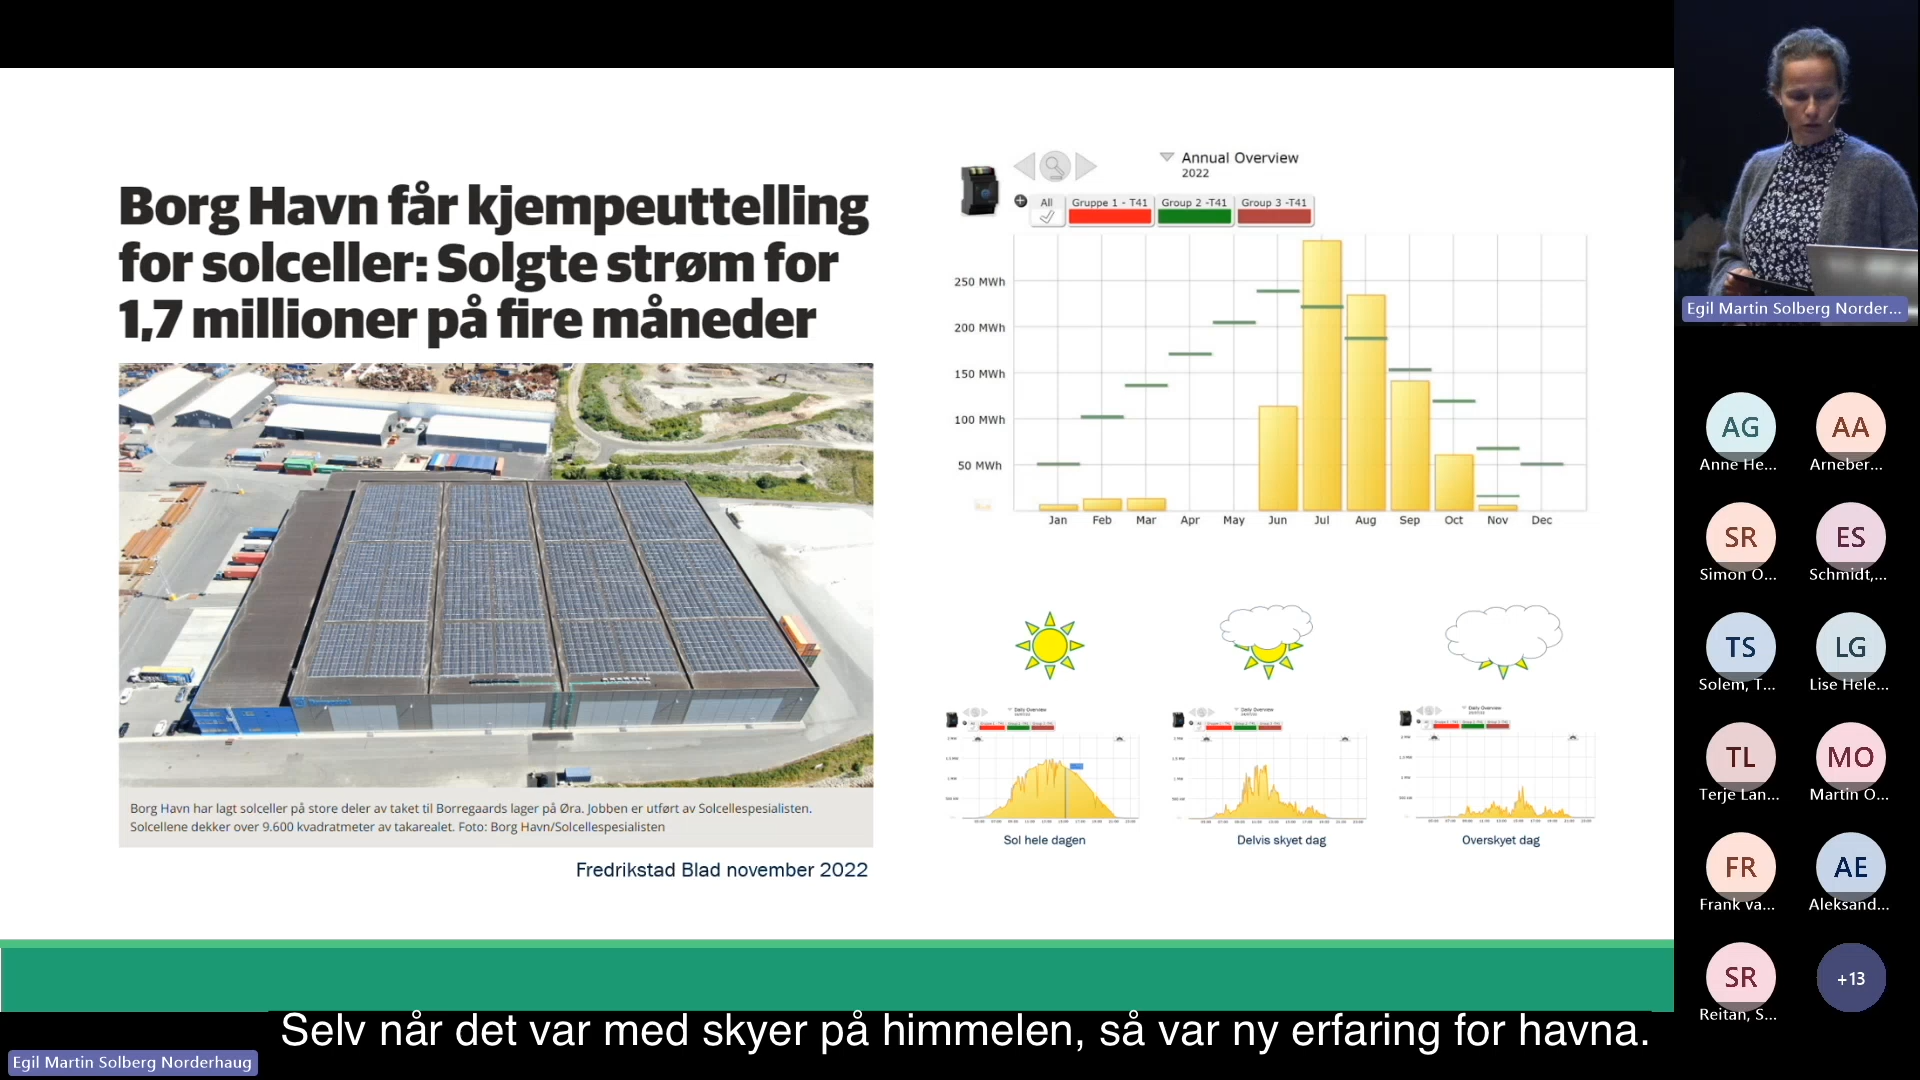 Borg Havn får kjempeuttelling
for solceller: Solgte strøm for
1,7 millioner på fire måneder
Borg Havn har lagt solceller på store deler av taket til Borregaards lager på Øra. Jobben er utført av Solcellespesialisten.
Solcellene dekker over 9.600 kvadratmeter av takarealet. Foto: Borg Havn/Solcellespesialisten
Fredrikstad Blad november 2022
Annual Overview
2022
All
Gruppe 1 - T41
Group 2 -T41
Group 3 -T41
250 MWh
200 MWh
150 MWh
100 MWh
50 MWh
Jan Feb Mar Apr May Jun Jul Aug Sep Oct Nov Dec
Daily Overview
Daily Overview
Daily Overview
Sol hele dagen
Delvis skyet dag
Overskyet dag
Selv når det var med skyer på himmelen, så var ny erfaring for havna.
Egil Martin Solberg Norderhaug
Egil Martin Solberg Norder...
AG
AA
Anne He...
Arneber...
SR
ES
Simon O...
Schmidt,...
TS
LG
Solem, T...
Lise Hele...
TL
MO
Terje Lan...
Martin O...
FR
AE
Frank va...
Aleksand...
SR
+13
Reitan, S...